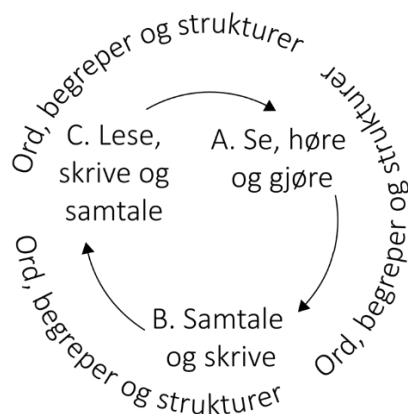 Ord, begreper og strukturer
Ord, begreper og strukturer
C. Lese,
skrive og
samtale
A. Se, høre
og gjøre
B. Samtale
og skrive
Ord, begreper og strukturer